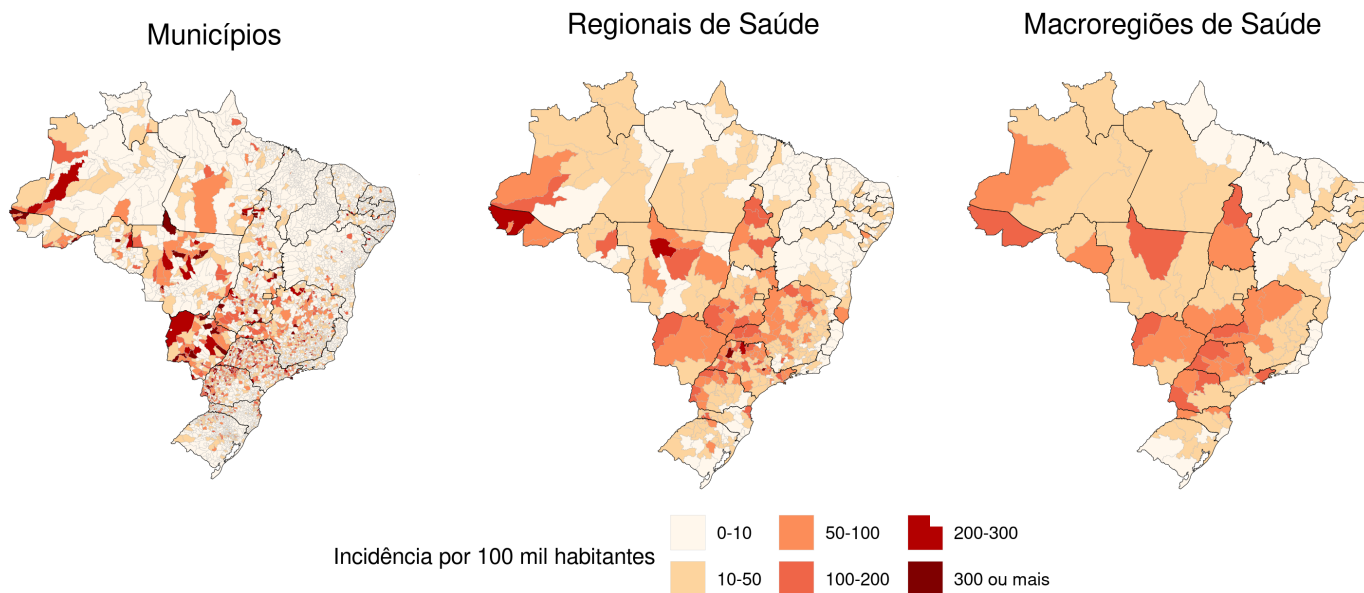 Municípios
Regionais de Saúde
Macroregiões de Saúde
Incidência por 100 mil habitantes
0-10
50-100
200-300
10-50
100-200
300 ou mais